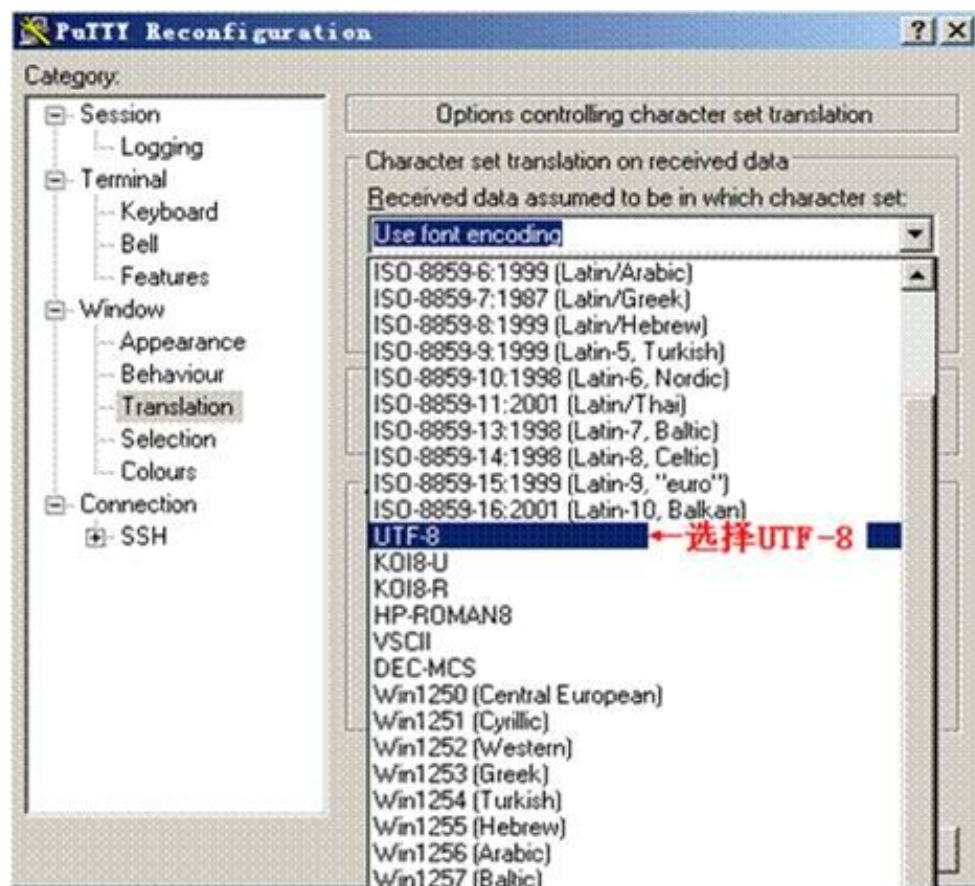 PuTTY Reconfiguration
Category:
Session
Logging
Terminal
Keyboard
Bell
Features
Window
Appearance
Behaviour
Translation
Selection
Colours
Connection
SSH
Options controlling character set translation
Character set translation on received data
Received data assumed to be in which character set:
Use font encoding
ISO-8859-6:1999 (Latin/Arabic)
ISO-8859-7:1987 (Latin/Greek)
ISO-8859-8:1999 (Latin/Hebrew)
ISO-8859-9:1999 (Latin-5, Turkish)
ISO-8859-10:1998 (Latin-6, Nordic)
ISO-8859-11:2001 (Latin/Thai)
ISO-8859-13:1998 (Latin-7, Baltic)
ISO-8859-14:1998 (Latin-8, Celtic)
ISO-8859-15:1999 (Latin-9, "euro")
ISO-8859-16:2001 (Latin-10, Balkan)
UTF-8 ←选择UTF-8
KOI8-U
KOI8-R
HP-ROMAN8
VSCII
DEC-MCS
Win1250 (Central European)
Win1251 (Cyrillic)
Win1252 (Western)
Win1253 (Greek)
Win1254 (Turkish)
Win1255 (Hebrew)
Win1256 (Arabic)
Win1257 (Baltic)